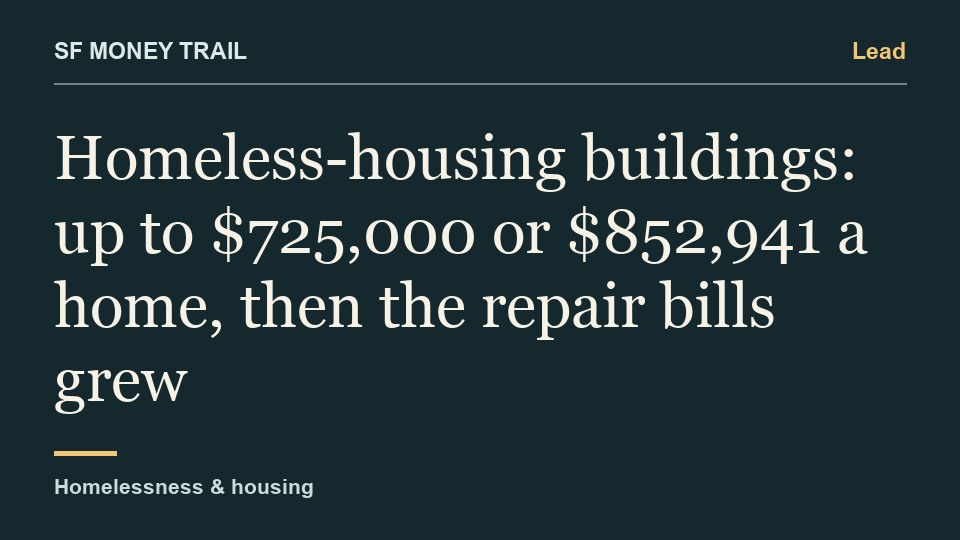 SF MONEY TRAIL
Lead
Homeless-housing buildings:
up to $725,000 or $852,941 a
home, then the repair bills
grew
Homelessness & housing